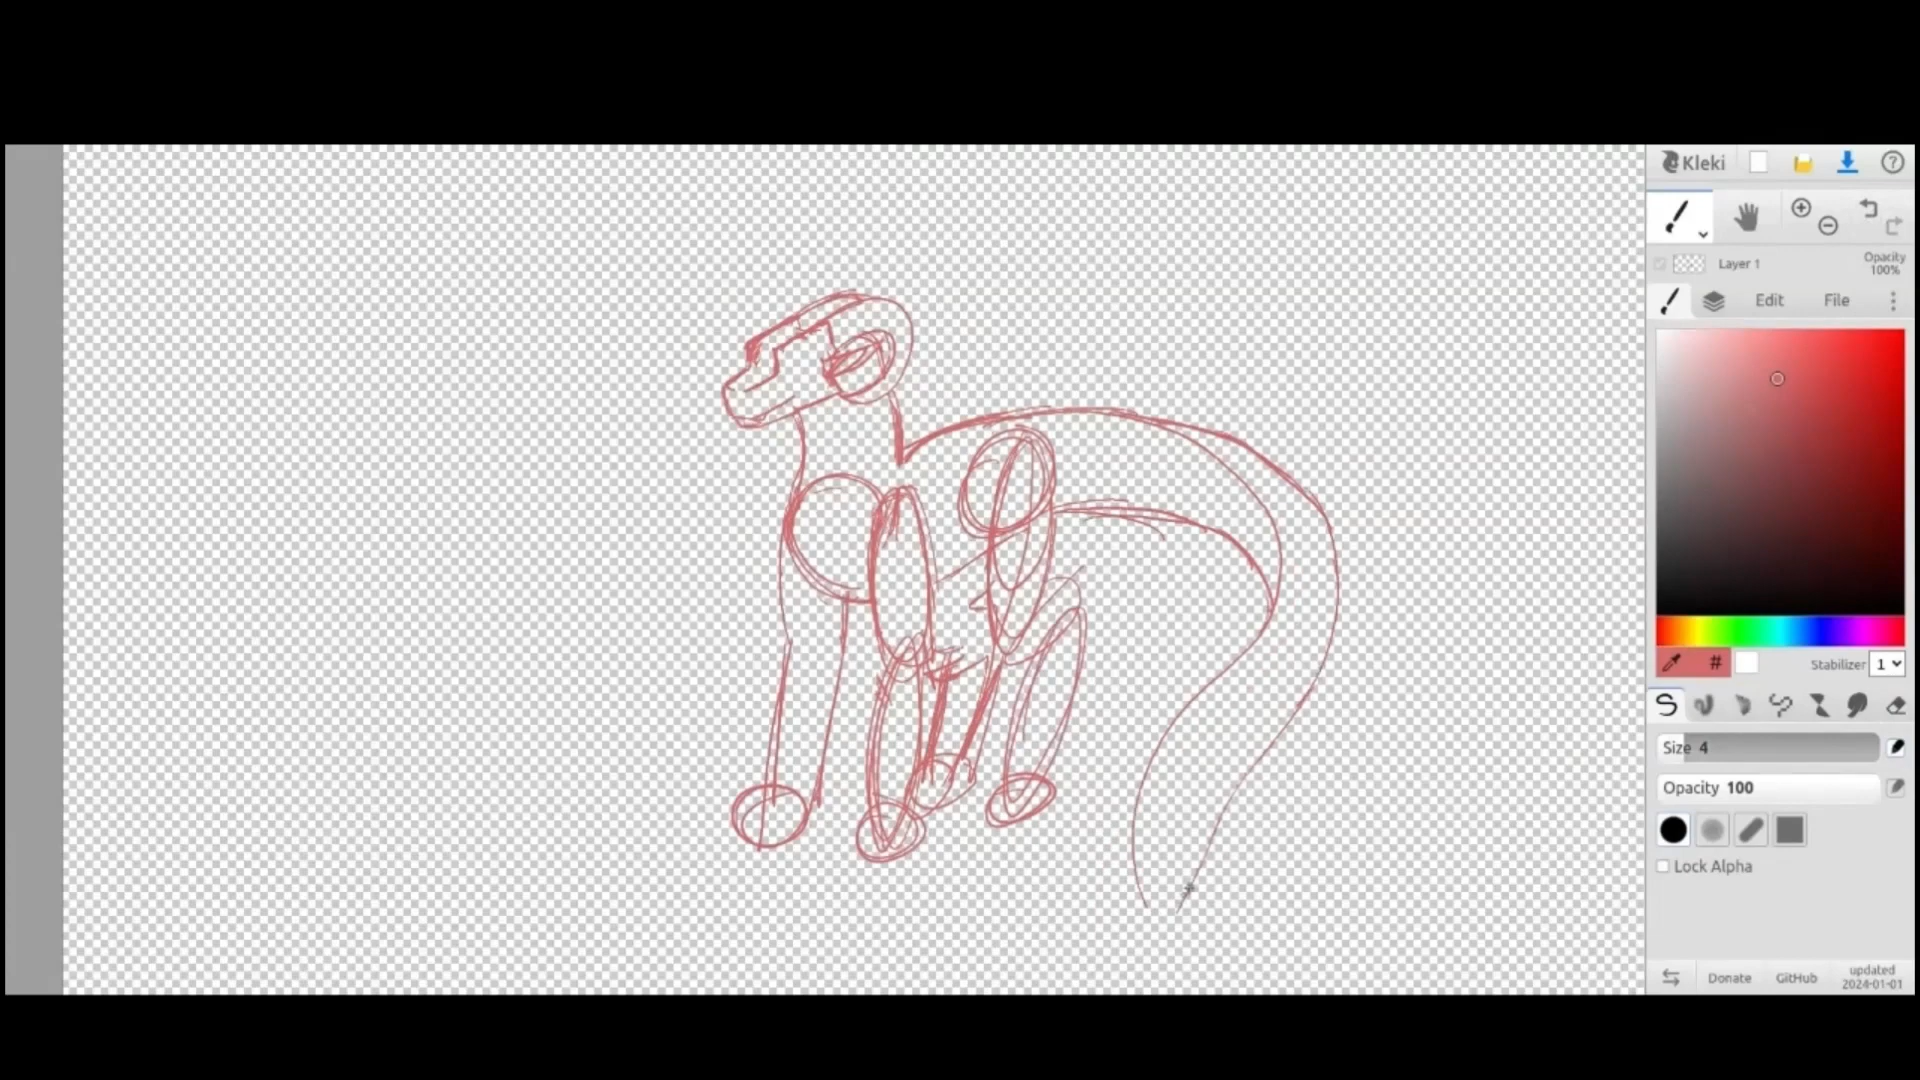 Kleki
Layer 1
Opacity
100%
Edit
File
#
Stabilizer 1
Size 4
Opacity 100
Lock Alpha
Donate
GitHub
updated
2024-01-01